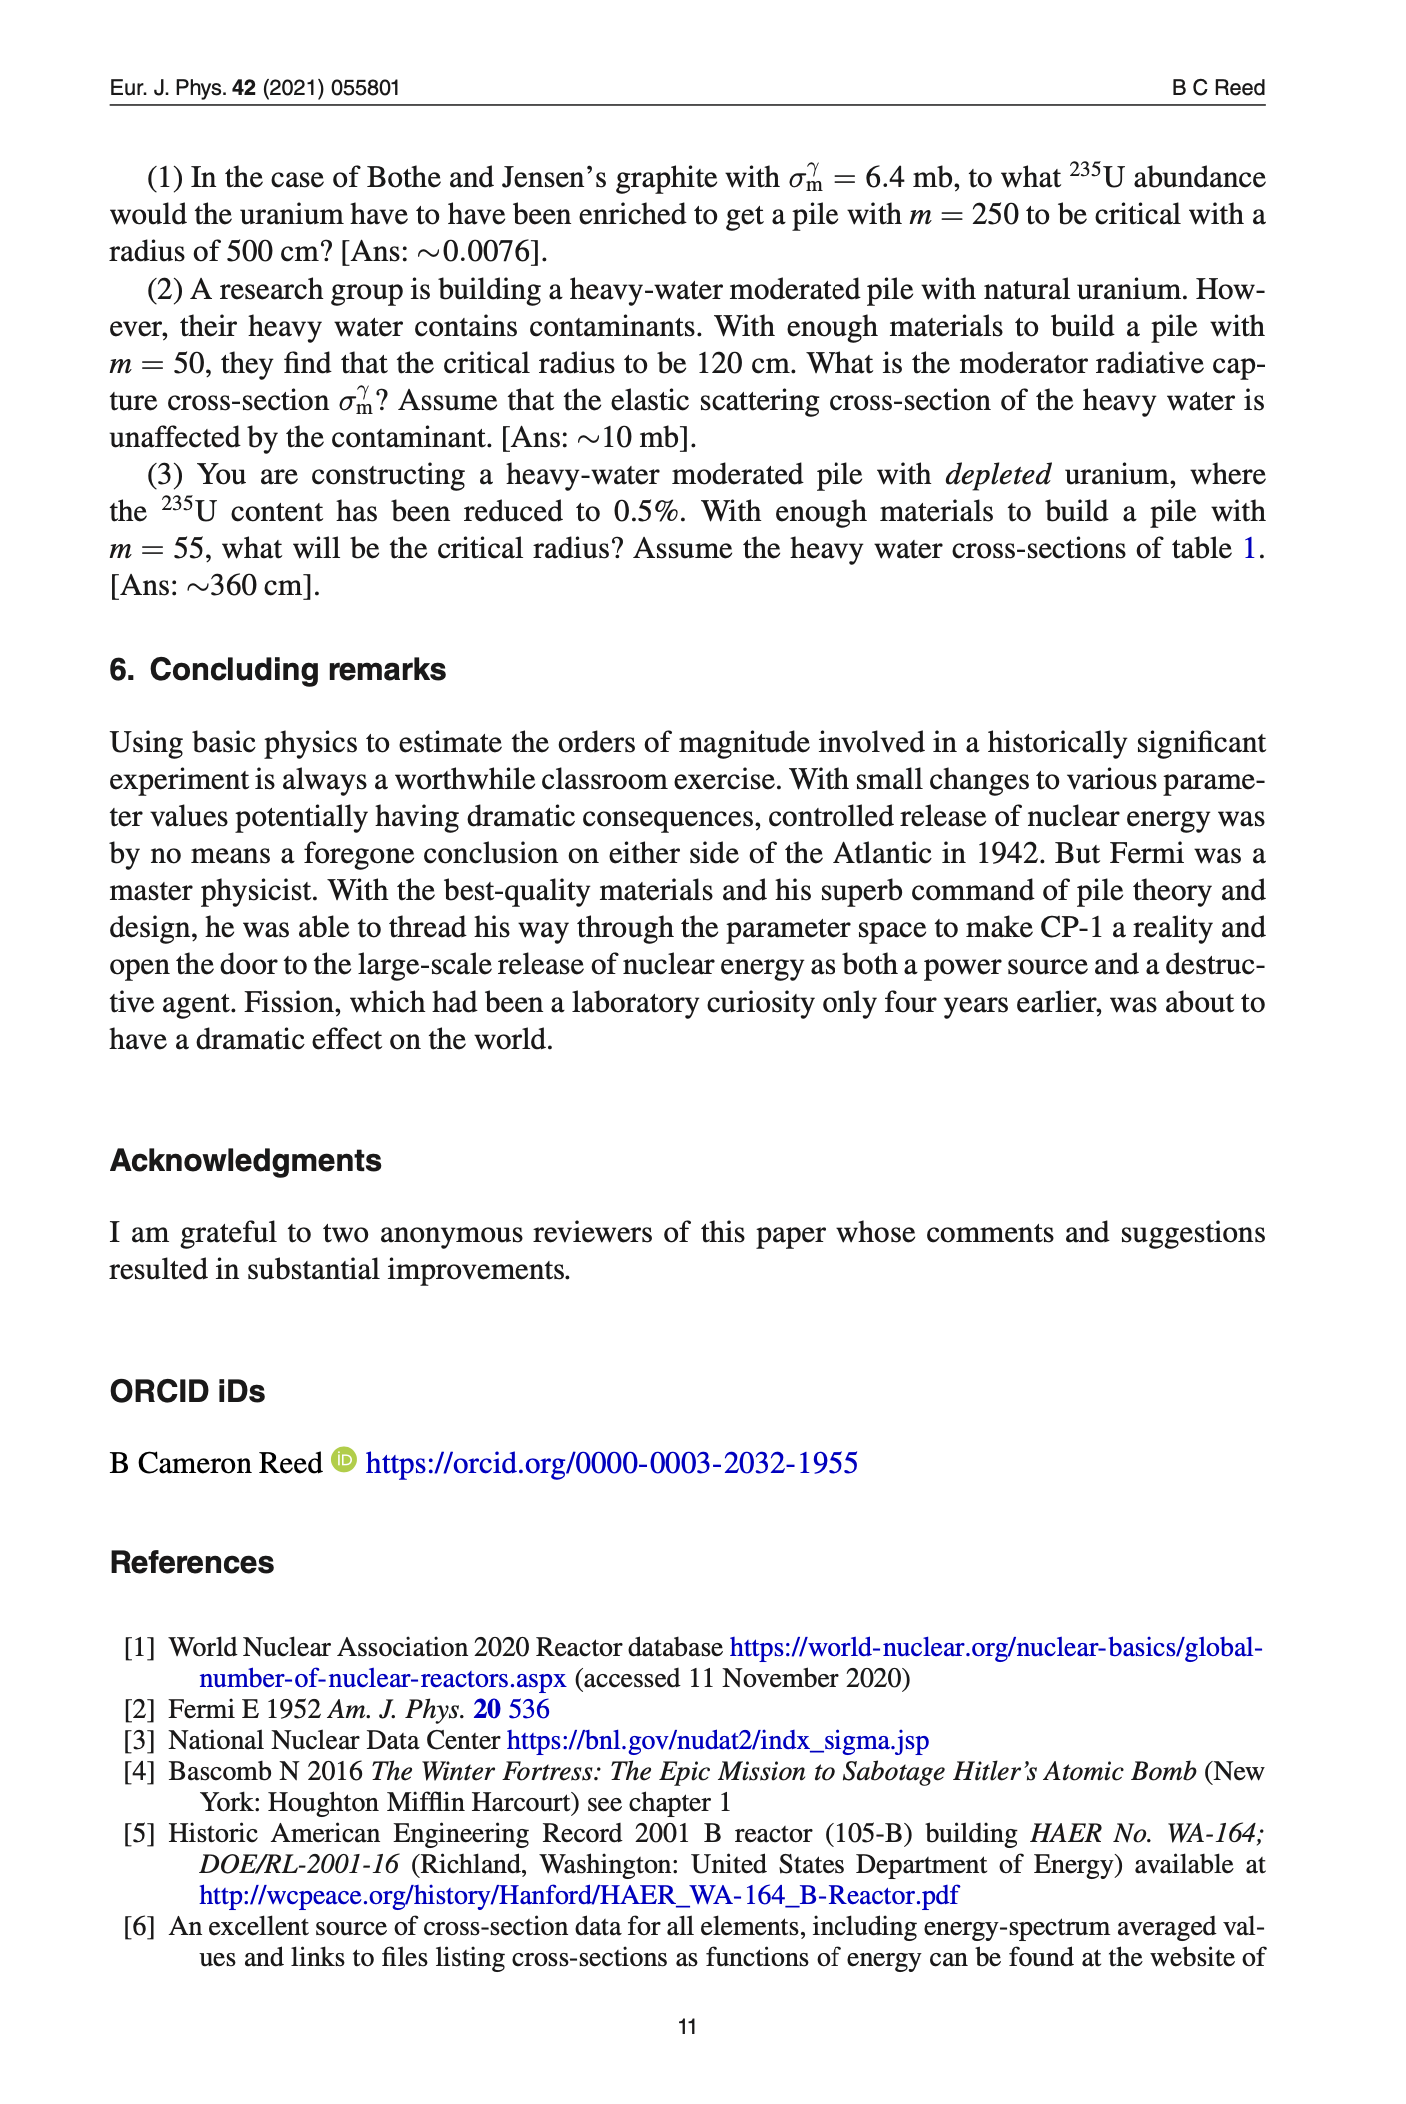 Eur. J. Phys. 42 (2021) 055801
B C Reed
(1) In the case of Bothe and Jensen's graphite with σ_m^γ = 6.4 mb, to what ²³⁵U abundance
would the uranium have to have been enriched to get a pile with m = 250 to be critical with a
radius of 500 cm? [Ans: ~0.0076].
(2) A research group is building a heavy-water moderated pile with natural uranium. How-
ever, their heavy water contains contaminants. With enough materials to build a pile with
m = 50, they find that the critical radius to be 120 cm. What is the moderator radiative cap-
ture cross-section σ_m^γ? Assume that the elastic scattering cross-section of the heavy water is
unaffected by the contaminant. [Ans: ~10 mb].
(3) You are constructing a heavy-water moderated pile with depleted uranium, where
the ²³⁵U content has been reduced to 0.5%. With enough materials to build a pile with
m = 55, what will be the critical radius? Assume the heavy water cross-sections of table 1.
[Ans: ~360 cm].
6. Concluding remarks
Using basic physics to estimate the orders of magnitude involved in a historically significant
experiment is always a worthwhile classroom exercise. With small changes to various parame-
ter values potentially having dramatic consequences, controlled release of nuclear energy was
by no means a foregone conclusion on either side of the Atlantic in 1942. But Fermi was a
master physicist. With the best-quality materials and his superb command of pile theory and
design, he was able to thread his way through the parameter space to make CP-1 a reality and
open the door to the large-scale release of nuclear energy as both a power source and a destruc-
tive agent. Fission, which had been a laboratory curiosity only four years earlier, was about to
have a dramatic effect on the world.
Acknowledgments
I am grateful to two anonymous reviewers of this paper whose comments and suggestions
resulted in substantial improvements.
ORCID iDs
B Cameron Reed iD https://orcid.org/0000-0003-2032-1955
References
[1] World Nuclear Association 2020 Reactor database https://world-nuclear.org/nuclear-basics/global-
number-of-nuclear-reactors.aspx (accessed 11 November 2020)
[2] Fermi E 1952 Am. J. Phys. 20 536
[3] National Nuclear Data Center https://bnl.gov/nudat2/indx_sigma.jsp
[4] Bascomb N 2016 The Winter Fortress: The Epic Mission to Sabotage Hitler's Atomic Bomb (New
York: Houghton Mifflin Harcourt) see chapter 1
[5] Historic American Engineering Record 2001 B reactor (105-B) building HAER No. WA-164;
DOE/RL-2001-16 (Richland, Washington: United States Department of Energy) available at
http://wcpeace.org/history/Hanford/HAER_WA-164_B-Reactor.pdf
[6] An excellent source of cross-section data for all elements, including energy-spectrum averaged val-
ues and links to files listing cross-sections as functions of energy can be found at the website of
11